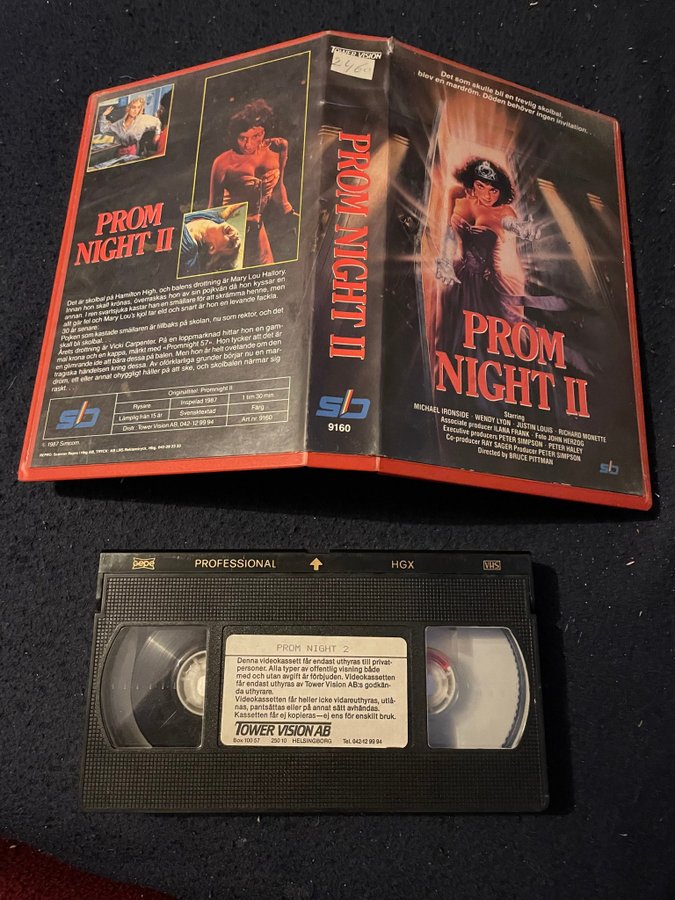 PROM
NIGHT II
Det är skolbal på Hamilton High, och balens drottning är Mary Lou Hallory.
Innan hon skall krönas, överraskas hon av sin pojkvän då hon kysser en
annan. I ren svartsjuka kastar han en smällare för att skrämma henne, men
allt går fel och Mary Lou's kjol tar eld och snart är hon en levande fackla.
30 år senare.
Pojken som kastade smällaren är tillbaks på skolan, nu som rektor, och det
skall bli skolbal. . .
Årets drottning är Vicki Carpenter. På en loppmarknad hittar hon en gam-
mal krona och en kappa, märkt med «Promnight 57». Hon tycker att det är
en glimrande idé att bära dessa på balen. Men hon är helt ovetande om den
tragiska händelsen kring dessa. Av oförklarliga grunder börjar nu en mar-
dröm, ett eller annat ohyggligt håller på att ske, och skolbalen närmar sig
raskt. . .
Originaltitel: Promnight II
Rysare Inspelad 1987 1 tim 30 min.
Lämplig från 15 år Svensktextad Färg
Distr. Tower Vision AB, 042-12 99 94 Art.nr. 9160
sb
© 1987 Simcom.
TOWER VISION
2460
PROM NIGHT II
sb
9160
Det som skulle bli en trevlig skolbal,
blev en mardröm. Döden behöver ingen invitation. . .
PROM
NIGHT II
Starring
MICHAEL IRONSIDE · WENDY LYON · JUSTIN LOUIS · RICHARD MONETTE
Associate producer ILANA FRANK · Foto JOHN HERZOG
Executive producers PETER SIMPSON · PETER HALEY
Co-producer RAY SAGER Producer PETER SIMPSON
Directed by BRUCE PITTMAN
sb
gepe PROFESSIONAL HGX VHS
PROM NIGHT 2
Denna videokassett får endast uthyras till privat-
personer. Alla typer av offentlig visning både
med och utan avgift är förbjuden. Videokassetten
får endast uthyras av Tower Vision AB:s godkän-
da uthyrare.
Videokassetten får heller icke vidareuthyras, utlå-
nas, pantsättas eller på annat sätt avhändas.
Kassetten får ej kopieras—ej ens för enskilt bruk.
TOWER VISION AB
Box 103 57 250 10 HELSINGBORG Tel. 042-12 99 94